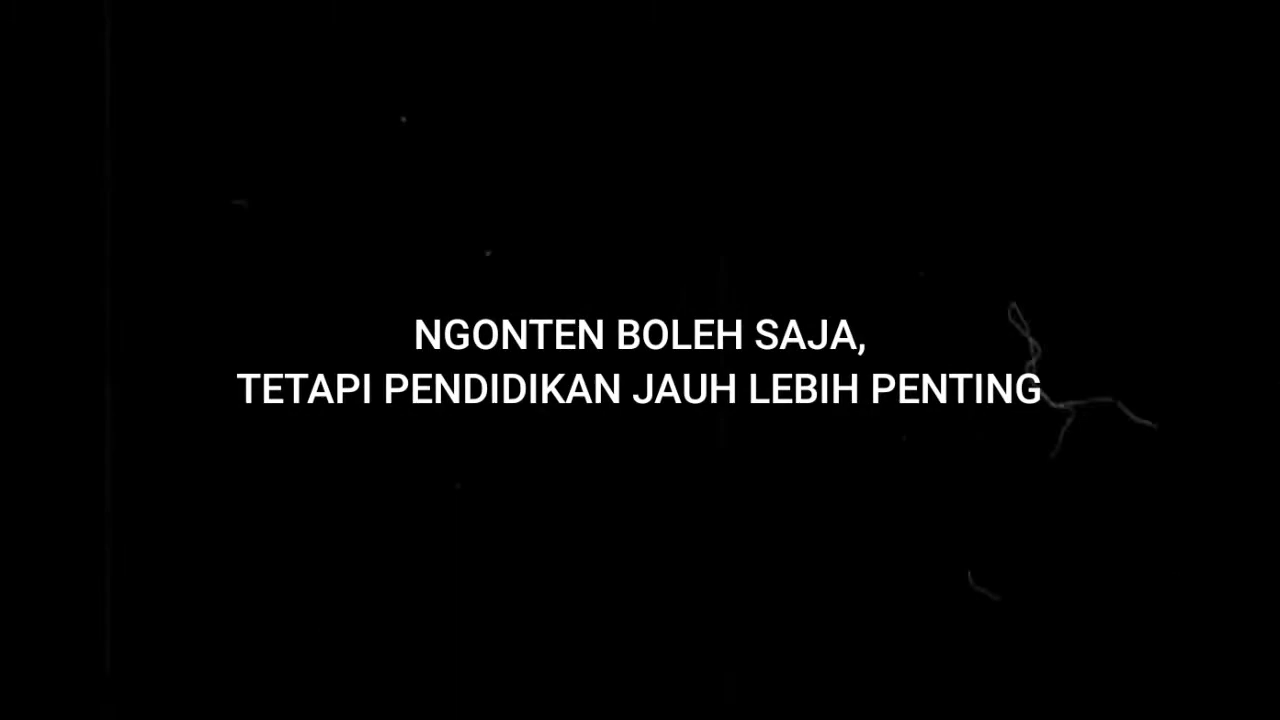 NGONTEN BOLEH SAJA,
TETAPI PENDIDIKAN JAUH LEBIH PENTING